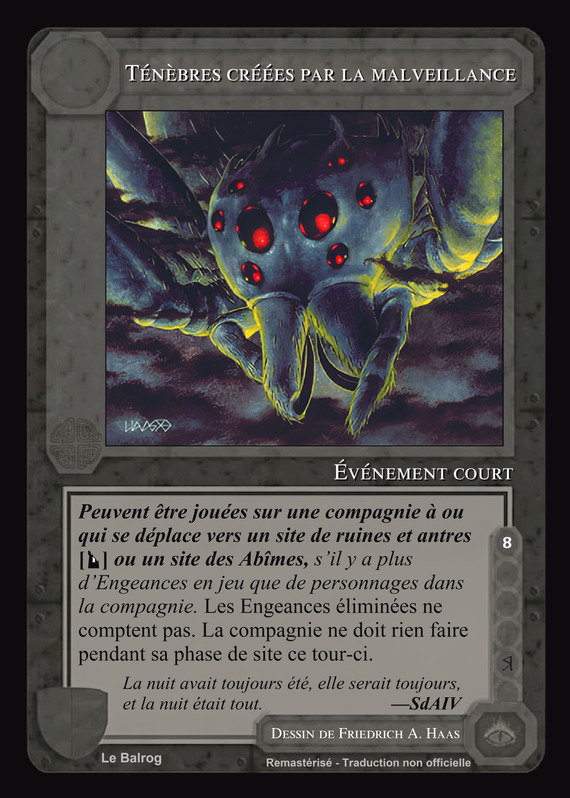 Ténèbres créées par la malveillance
HAAS
Événement court
Peuvent être jouées sur une compagnie à ou
qui se déplace vers un site de ruines et antres
[ ] ou un site des Abîmes, s'il y a plus
d'Engeances en jeu que de personnages dans
la compagnie. Les Engeances éliminées ne
comptent pas. La compagnie ne doit rien faire
pendant sa phase de site ce tour-ci.
8
La nuit avait toujours été, elle serait toujours,
et la nuit était tout. —SdAIV
Dessin de Friedrich A. Haas
Le Balrog
Remastérisé - Traduction non officielle